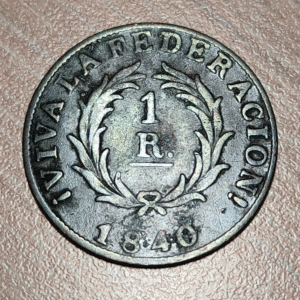 ¡VIVA LA FEDERACION!
1
R.
1840